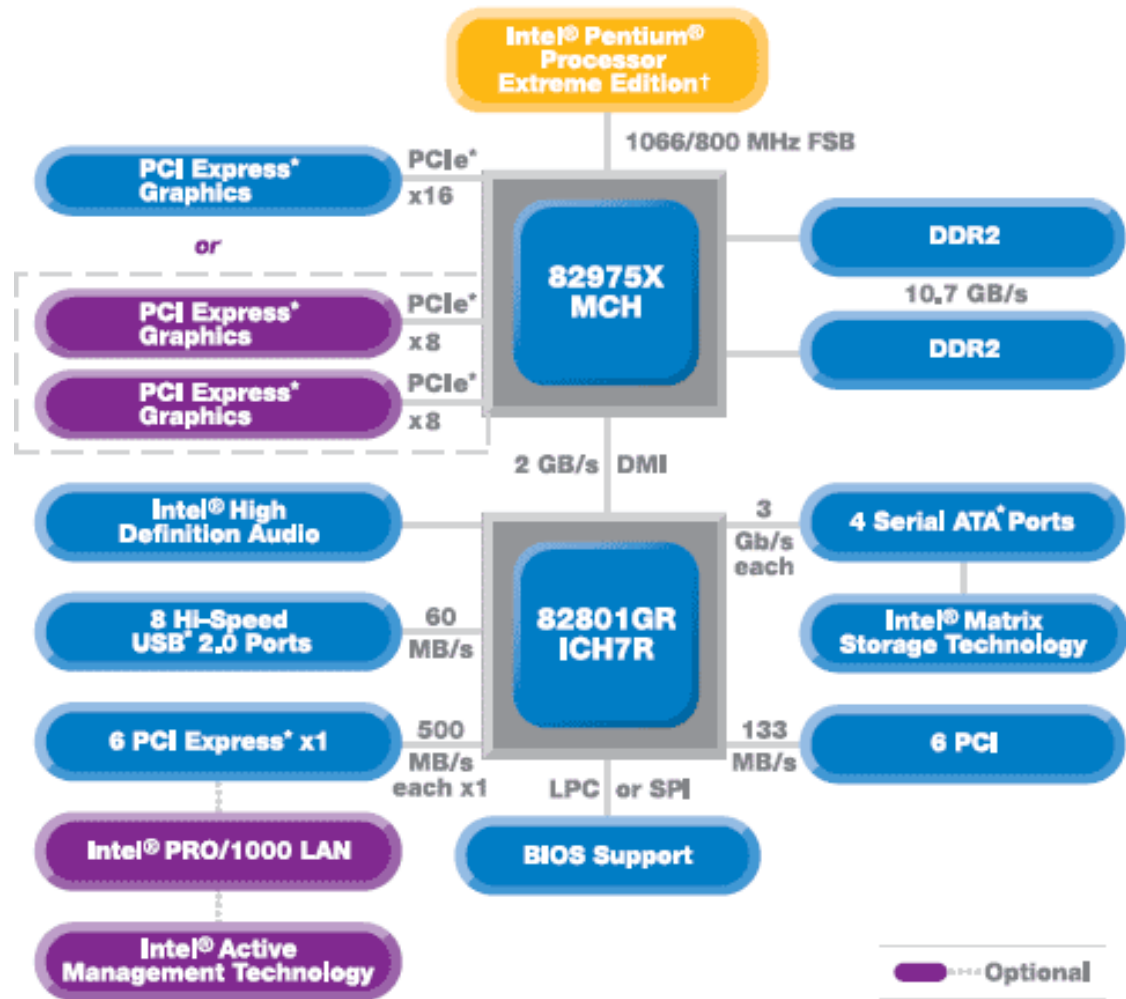 Intel® Pentium®
Processor
Extreme Edition†
1066/800 MHz FSB
PCI Express*
Graphics
PCIe*
x16
or
PCI Express*
Graphics
PCIe*
x8
PCI Express*
Graphics
PCIe*
x8
82975X
MCH
DDR2
10.7 GB/s
DDR2
2 GB/s DMI
Intel® High
Definition Audio
8 Hi-Speed
USB* 2.0 Ports
60
MB/s
6 PCI Express* x1
500
MB/s
each x1
82801GR
ICH7R
3
Gb/s
each
4 Serial ATA* Ports
Intel® Matrix
Storage Technology
133
MB/s
6 PCI
LPC or SPI
BIOS Support
Intel® PRO/1000 LAN
Intel® Active
Management Technology
Optional